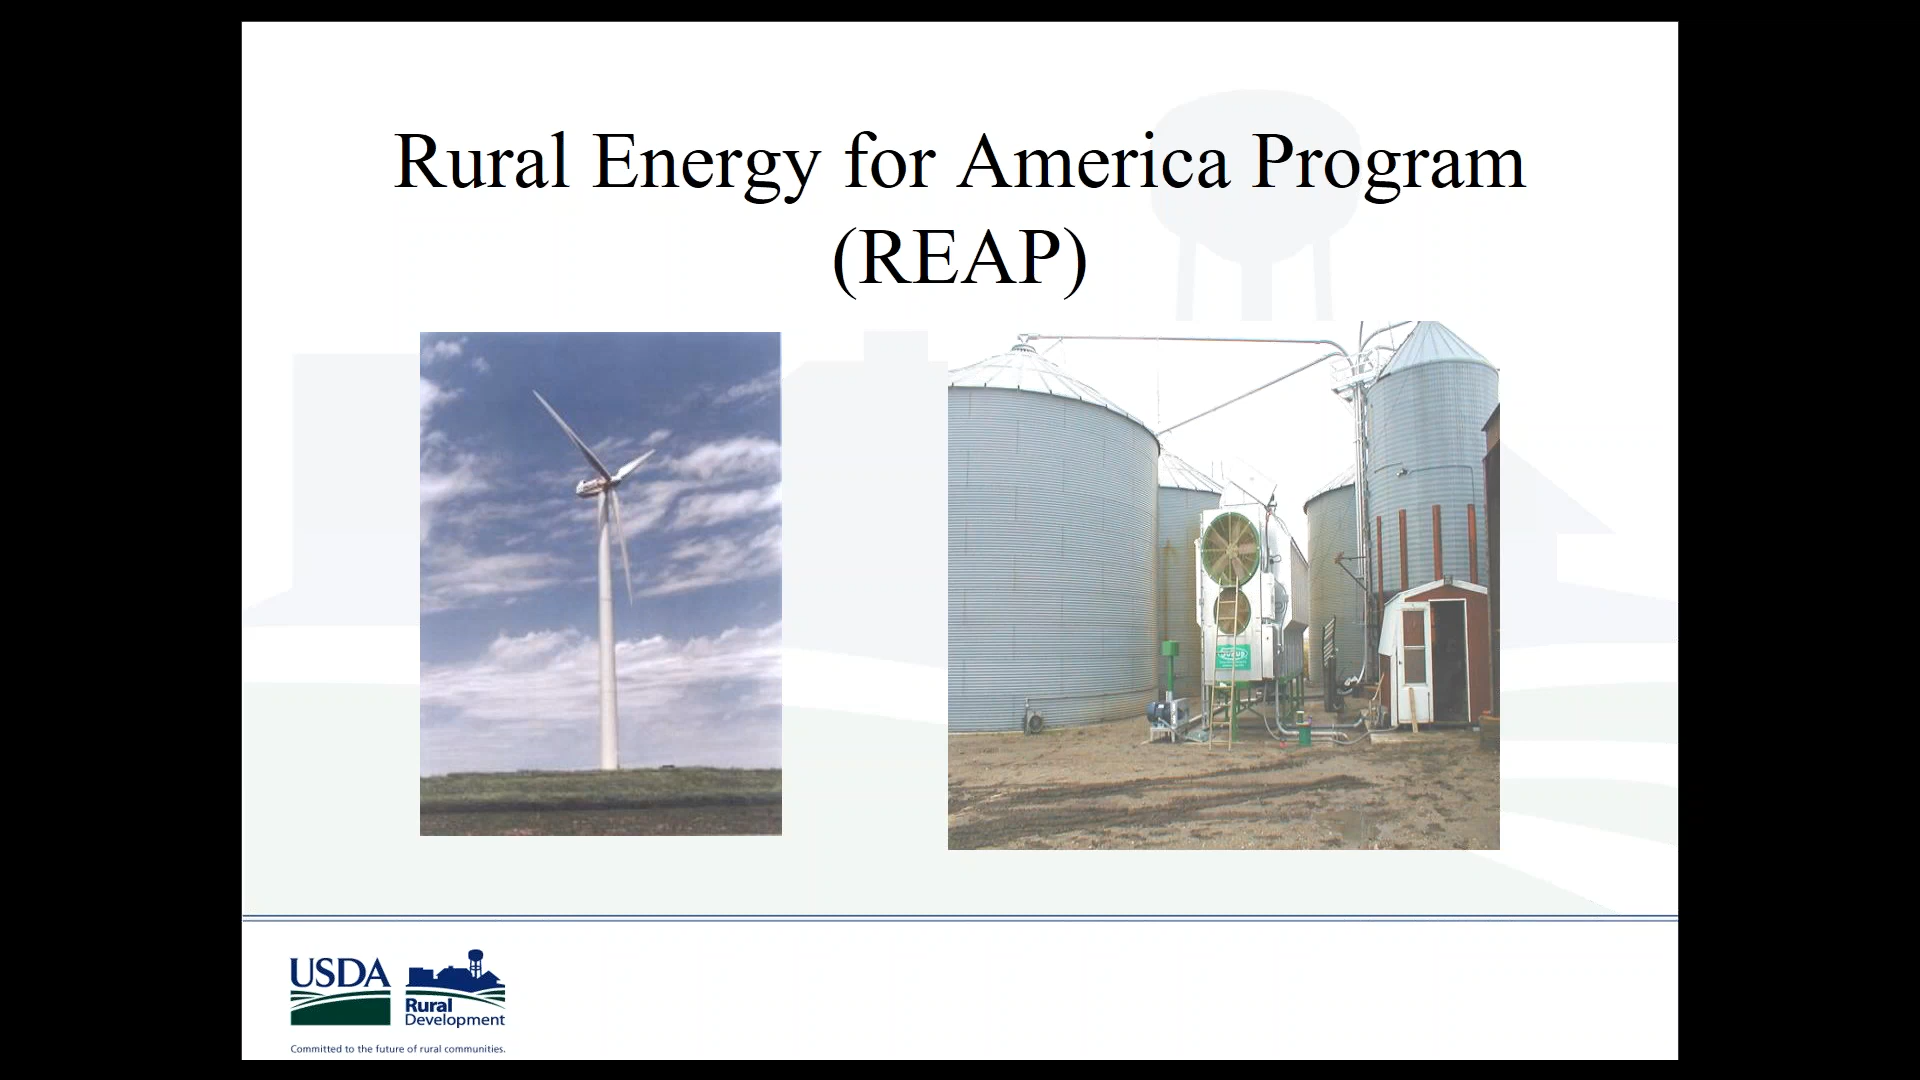 Rural Energy for America Program
(REAP)
USDA
Rural
Development
Committed to the future of rural communities.